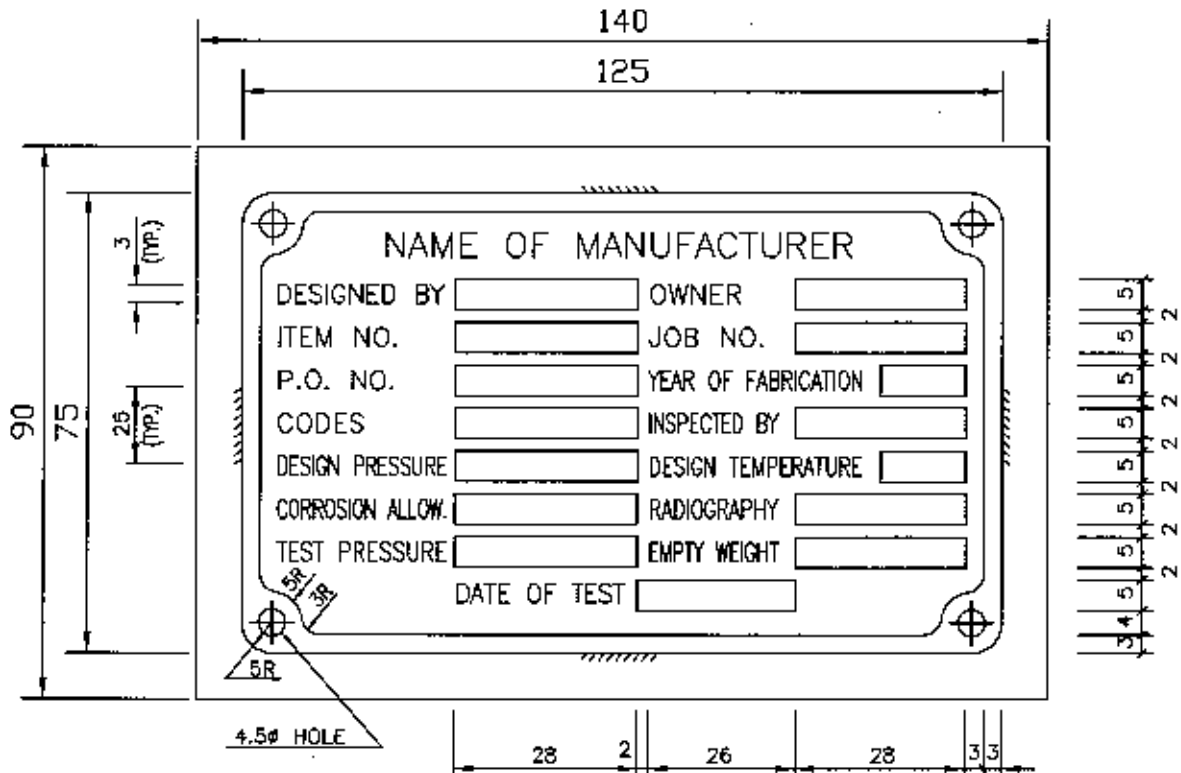 140
125
NAME OF MANUFACTURER
DESIGNED BY OWNER
ITEM NO. JOB NO.
P.O. NO. YEAR OF FABRICATION
CODES INSPECTED BY
DESIGN PRESSURE DESIGN TEMPERATURE
CORROSION ALLOW. RADIOGRAPHY
TEST PRESSURE EMPTY WEIGHT
DATE OF TEST
90
75
3
(TYP.)
25
(TYP.)
5R
3R
5R
4.5ø HOLE
5
2
5
2
5
2
5
2
5
2
5
2
5
2
5
4
3
28 2 26 28 3 3